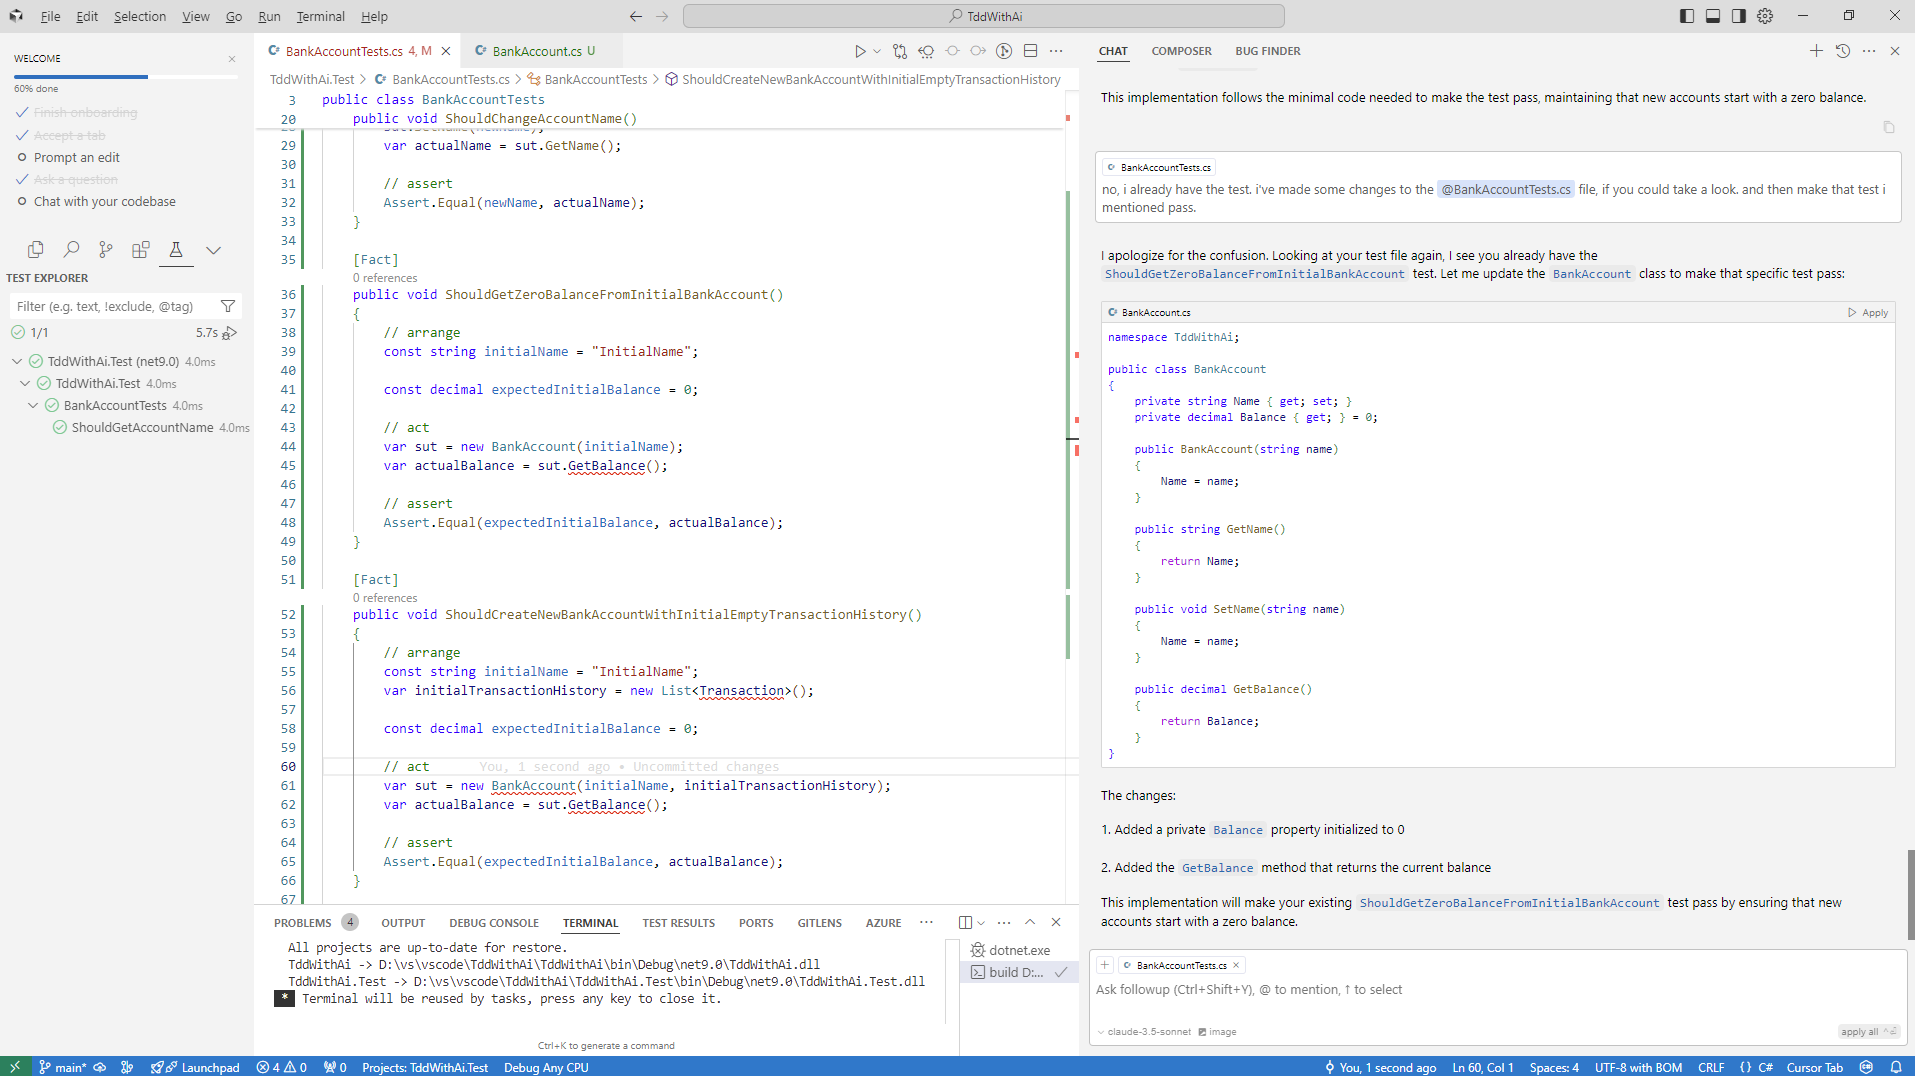 File Edit Selection View Go Run Terminal Help
TddWithAi
WELCOME
60% done
Finish onboarding
Accept a tab
Prompt an edit
Ask a question
Chat with your codebase
TEST EXPLORER
Filter (e.g. text, !exclude, @tag)
1/1 5.7s
TddWithAi.Test (net9.0) 4.0ms
TddWithAi.Test 4.0ms
BankAccountTests 4.0ms
ShouldGetAccountName 4.0ms
BankAccountTests.cs 4, M
BankAccount.cs U
TddWithAi.Test > BankAccountTests.cs > BankAccountTests > ShouldCreateNewBankAccountWithInitialEmptyTransactionHistory
3 public class BankAccountTests
20 public void ShouldChangeAccountName()
29 var actualName = sut.GetName();
30
31 // assert
32 Assert.Equal(newName, actualName);
33 }
34
35 [Fact]
0 references
36 public void ShouldGetZeroBalanceFromInitialBankAccount()
37 {
38 // arrange
39 const string initialName = "InitialName";
40
41 const decimal expectedInitialBalance = 0;
42
43 // act
44 var sut = new BankAccount(initialName);
45 var actualBalance = sut.GetBalance();
46
47 // assert
48 Assert.Equal(expectedInitialBalance, actualBalance);
49 }
50
51 [Fact]
0 references
52 public void ShouldCreateNewBankAccountWithInitialEmptyTransactionHistory()
53 {
54 // arrange
55 const string initialName = "InitialName";
56 var initialTransactionHistory = new List<Transaction>();
57
58 const decimal expectedInitialBalance = 0;
59
60 // act You, 1 second ago • Uncommitted changes
61 var sut = new BankAccount(initialName, initialTransactionHistory);
62 var actualBalance = sut.GetBalance();
63
64 // assert
65 Assert.Equal(expectedInitialBalance, actualBalance);
66 }
67
PROBLEMS 4 OUTPUT DEBUG CONSOLE TERMINAL TEST RESULTS PORTS GITLENS AZURE
All projects are up-to-date for restore.
TddWithAi -> D:\vs\vscode\TddWithAi\TddWithAi\bin\Debug\net9.0\TddWithAi.dll
TddWithAi.Test -> D:\vs\vscode\TddWithAi\TddWithAi.Test\bin\Debug\net9.0\TddWithAi.Test.dll
* Terminal will be reused by tasks, press any key to close it.
Ctrl+K to generate a command
dotnet.exe
build D:...
CHAT COMPOSER BUG FINDER
This implementation follows the minimal code needed to make the test pass, maintaining that new accounts start with a zero balance.
BankAccountTests.cs
no, i already have the test. i've made some changes to the @BankAccountTests.cs file, if you could take a look. and then make that test i
mentioned pass.
I apologize for the confusion. Looking at your test file again, I see you already have the
ShouldGetZeroBalanceFromInitialBankAccount test. Let me update the BankAccount class to make that specific test pass:
BankAccount.cs Apply
namespace TddWithAi;
public class BankAccount
{
private string Name { get; set; }
private decimal Balance { get; } = 0;
public BankAccount(string name)
{
Name = name;
}
public string GetName()
{
return Name;
}
public void SetName(string name)
{
Name = name;
}
public decimal GetBalance()
{
return Balance;
}
}
The changes:
1. Added a private Balance property initialized to 0
2. Added the GetBalance method that returns the current balance
This implementation will make your existing ShouldGetZeroBalanceFromInitialBankAccount test pass by ensuring that new
accounts start with a zero balance.
+ BankAccountTests.cs
Ask followup (Ctrl+Shift+Y), @ to mention, ↑ to select
claude-3.5-sonnet image apply all
main* Launchpad 4 0 0 Projects: TddWithAi.Test Debug Any CPU You, 1 second ago Ln 60, Col 1 Spaces: 4 UTF-8 with BOM CRLF {} C# Cursor Tab